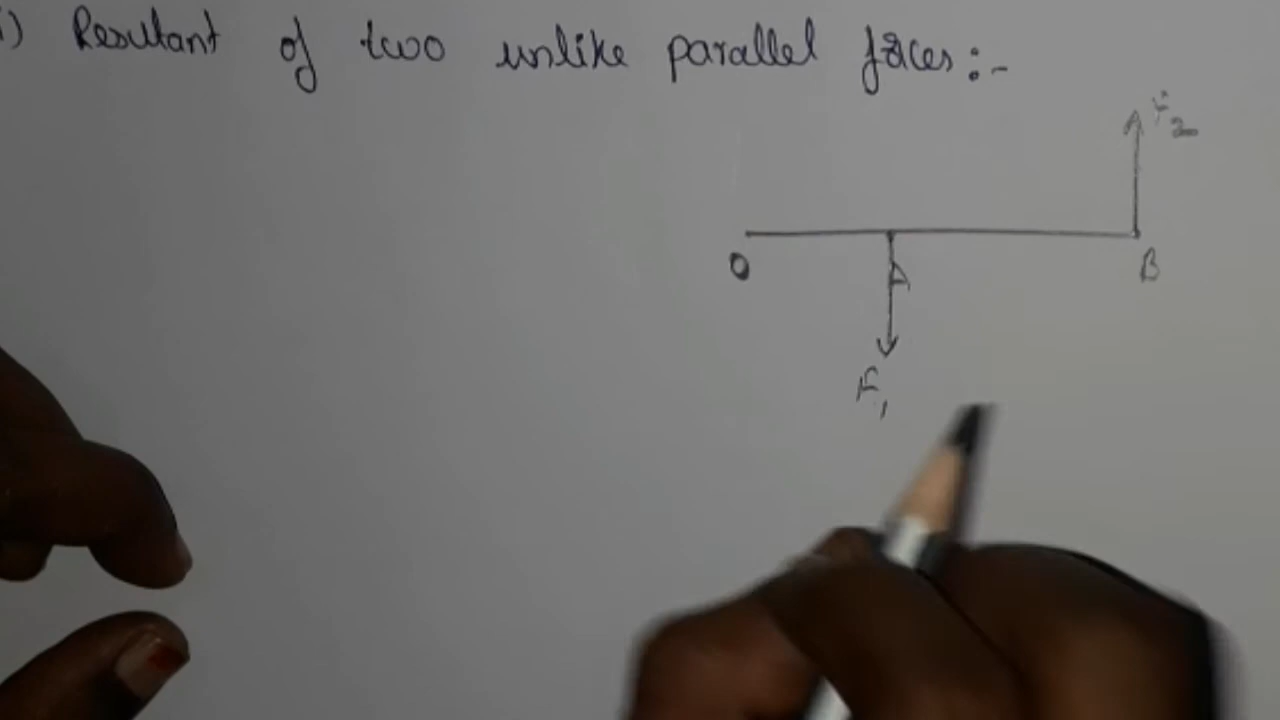 i) Resultant of two unlike parallel forces :-
F2
O
A
B
F1